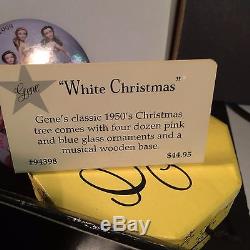 Gene
"White Christmas"
Gene's classic 1950's Christmas
tree comes with four dozen pink
and blue glass ornaments and a
musical wooden base.
#94398
$44.95